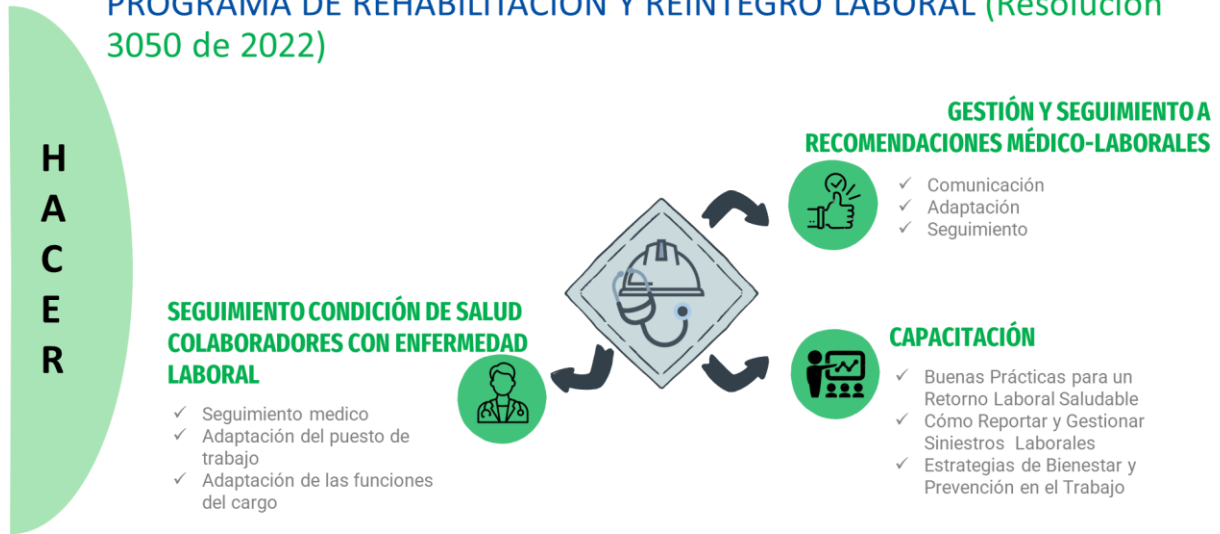 PROGRAMA DE REHABILITACIÓN Y REINTEGRO LABORAL (Resolución
3050 de 2022)
H
A
C
E
R
GESTIÓN Y SEGUIMIENTO A
RECOMENDACIONES MÉDICO-LABORALES
✓ Comunicación
✓ Adaptación
✓ Seguimiento
SEGUIMIENTO CONDICIÓN DE SALUD
COLABORADORES CON ENFERMEDAD
LABORAL
✓ Seguimiento medico
✓ Adaptación del puesto de
trabajo
✓ Adaptación de las funciones
del cargo
CAPACITACIÓN
✓ Buenas Prácticas para un
Retorno Laboral Saludable
✓ Cómo Reportar y Gestionar
Siniestros Laborales
✓ Estrategias de Bienestar y
Prevención en el Trabajo